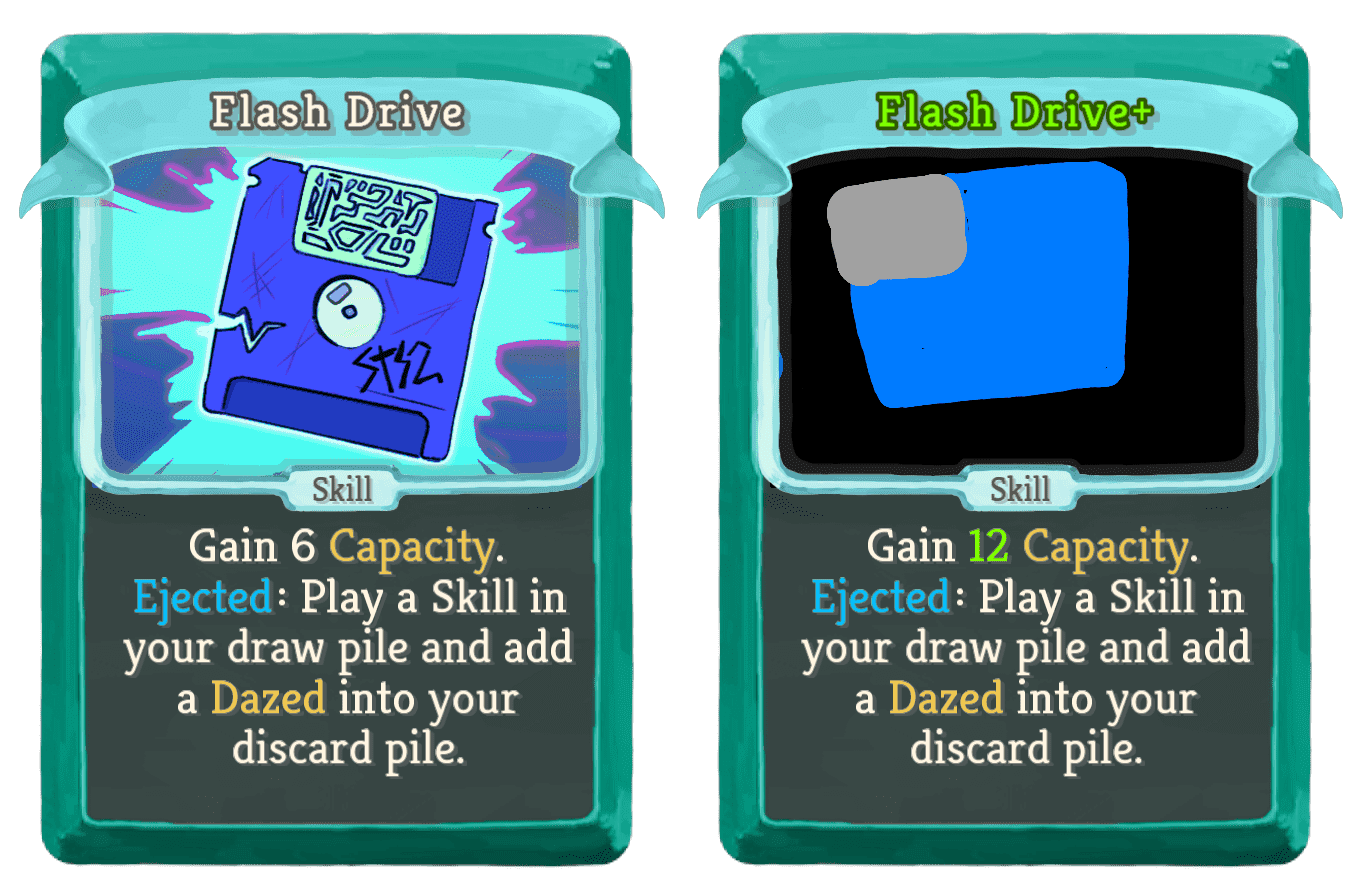 Flash Drive
STS2
Skill
Gain 6 Capacity.
Ejected: Play a Skill in
your draw pile and add
a Dazed into your
discard pile.
Flash Drive+
Skill
Gain 12 Capacity.
Ejected: Play a Skill in
your draw pile and add
a Dazed into your
discard pile.